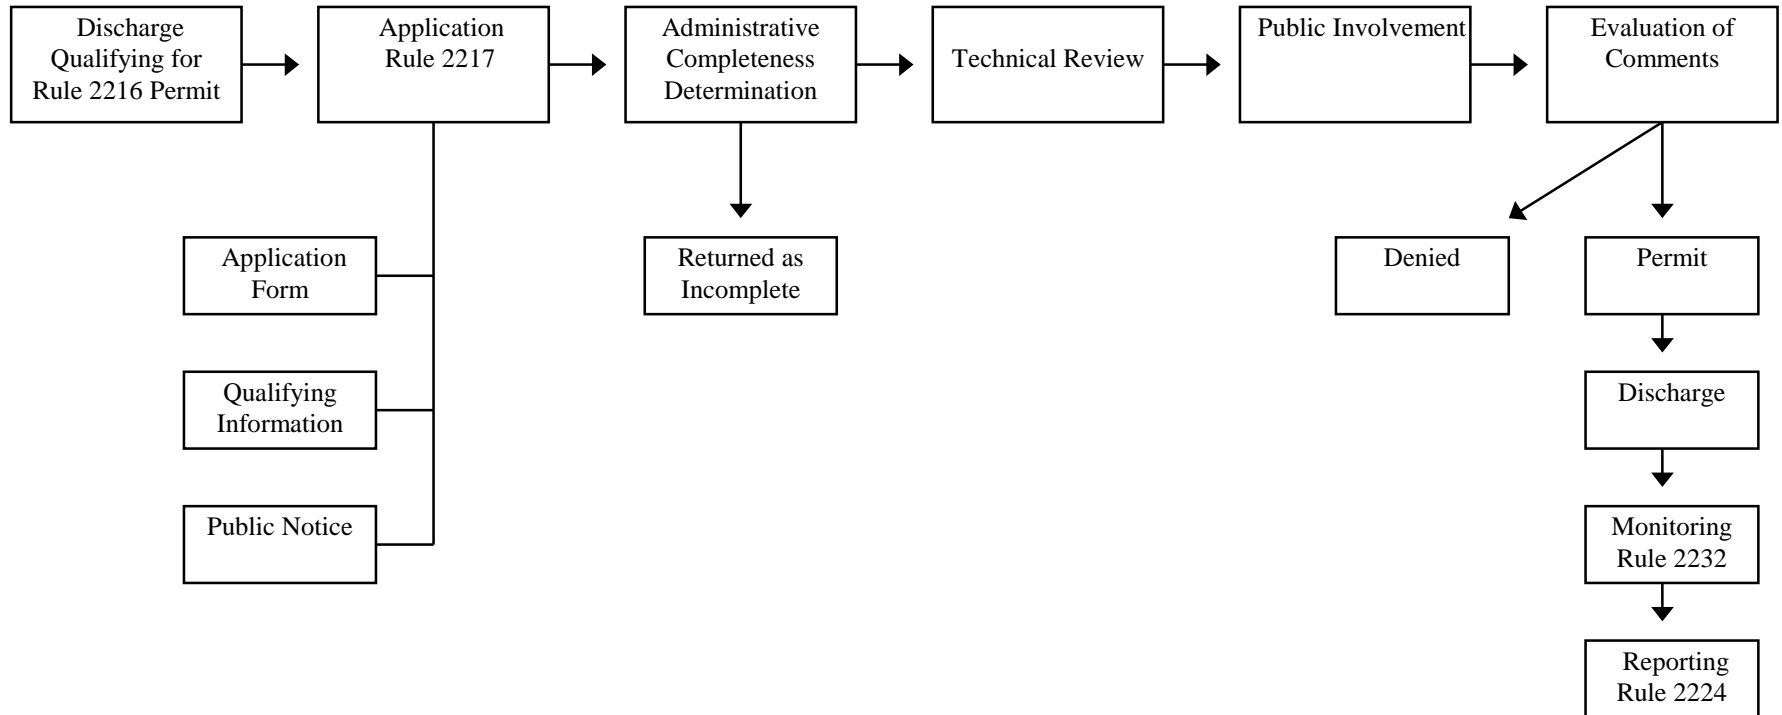 Discharge
Qualifying for
Rule 2216 Permit
Application
Rule 2217
Administrative
Completeness
Determination
Technical Review
Public Involvement
Evaluation of
Comments
Application
Form
Returned as
Incomplete
Denied
Permit
Qualifying
Information
Discharge
Public Notice
Monitoring
Rule 2232
Reporting
Rule 2224